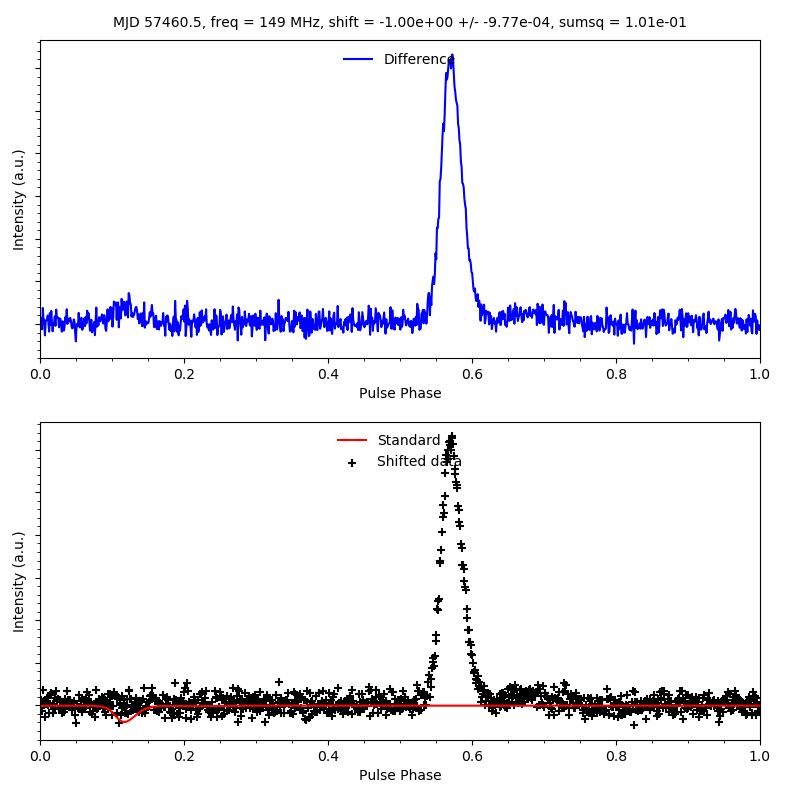 MJD 57460.5, freq = 149 MHz, shift = -1.00e+00 +/- -9.77e-04, sumsq = 1.01e-01
Difference
Intensity (a.u.)
0.0 0.2 0.4 0.6 0.8 1.0
Pulse Phase
Standard
Shifted data
Intensity (a.u.)
0.0 0.2 0.4 0.6 0.8 1.0
Pulse Phase